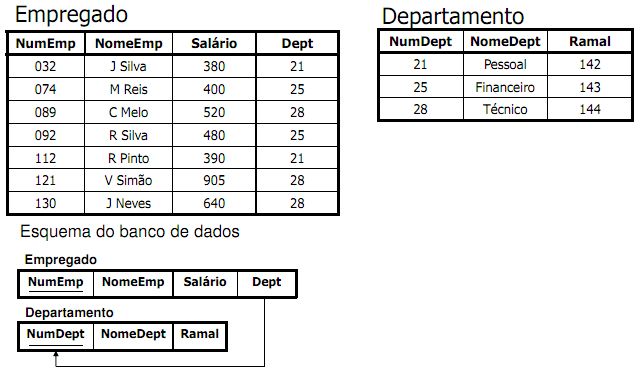 Empregado
NumEmp NomeEmp Salário Dept
032 J Silva 380 21
074 M Reis 400 25
089 C Melo 520 28
092 R Silva 480 25
112 R Pinto 390 21
121 V Simão 905 28
130 J Neves 640 28
Departamento
NumDept NomeDept Ramal
21 Pessoal 142
25 Financeiro 143
28 Técnico 144
Esquema do banco de dados
Empregado
NumEmp NomeEmp Salário Dept
Departamento
NumDept NomeDept Ramal